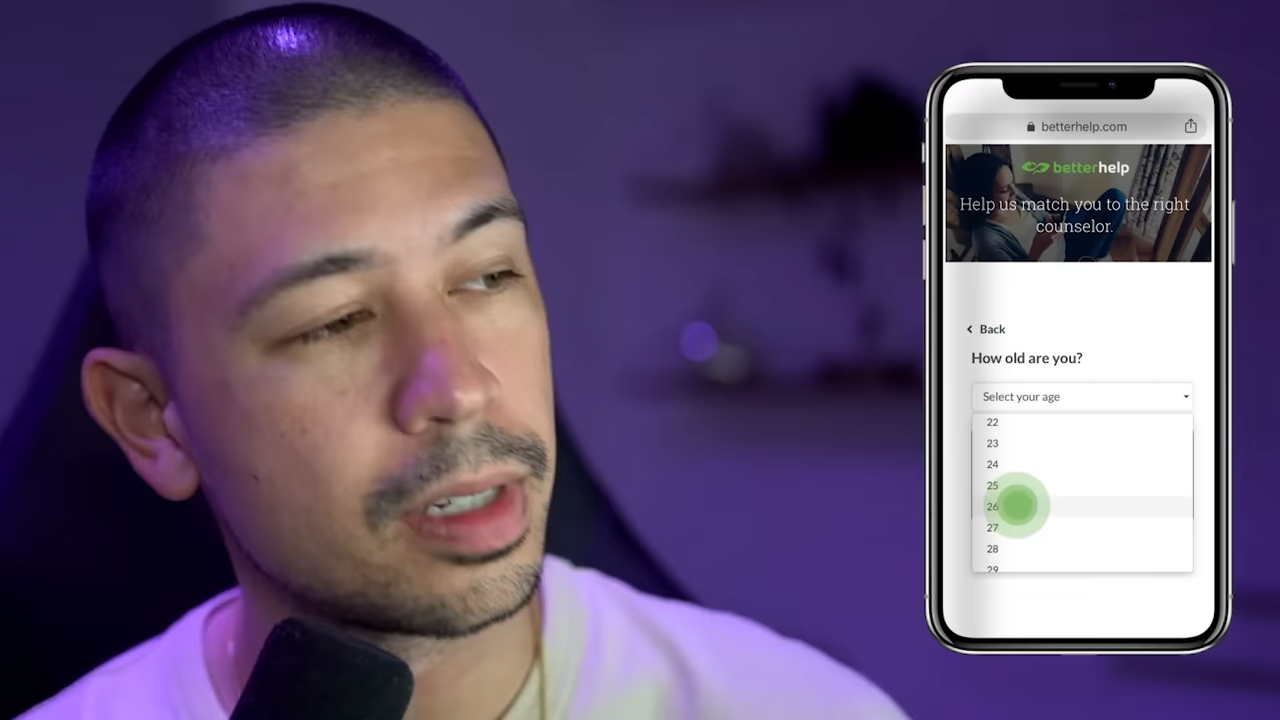 betterhelp.com
betterhelp
Help us match you to the right
counselor.
Back
How old are you?
Select your age
22
23
24
25
26
27
28
29